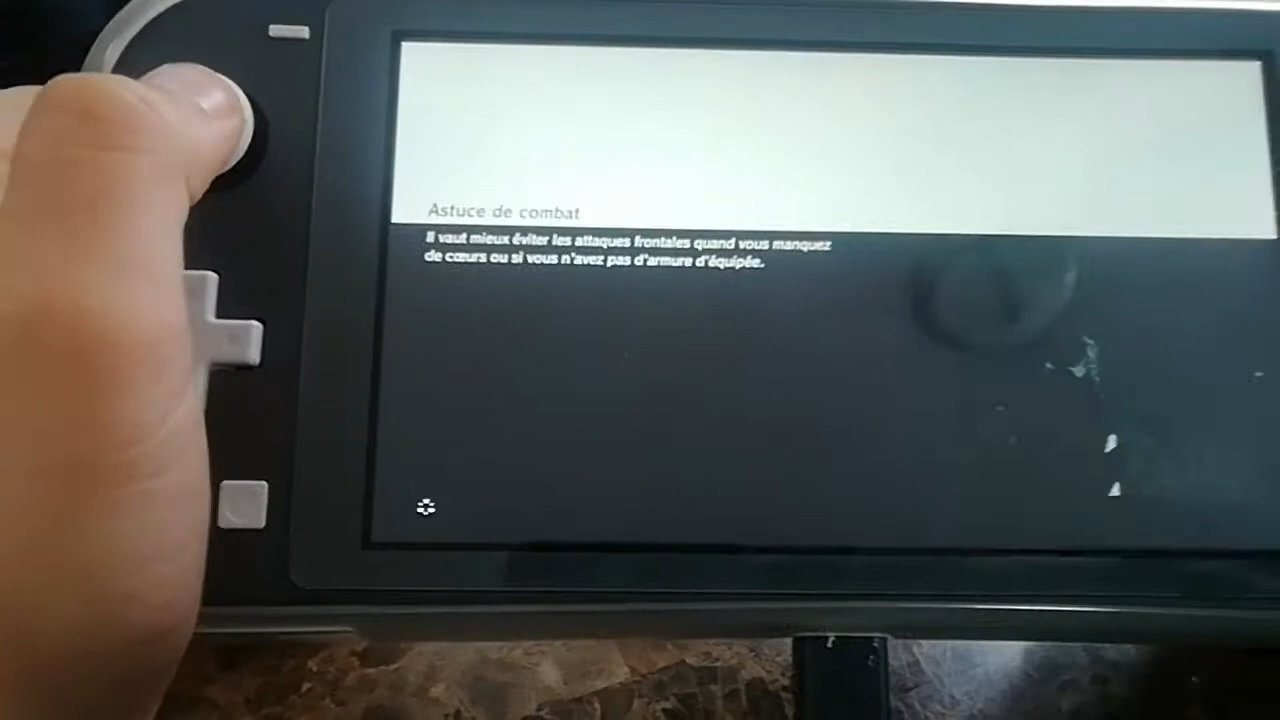 Astuce de combat
Il vaut mieux éviter les attaques frontales quand vous manquez
de cœurs ou si vous n'avez pas d'armure d'équipée.